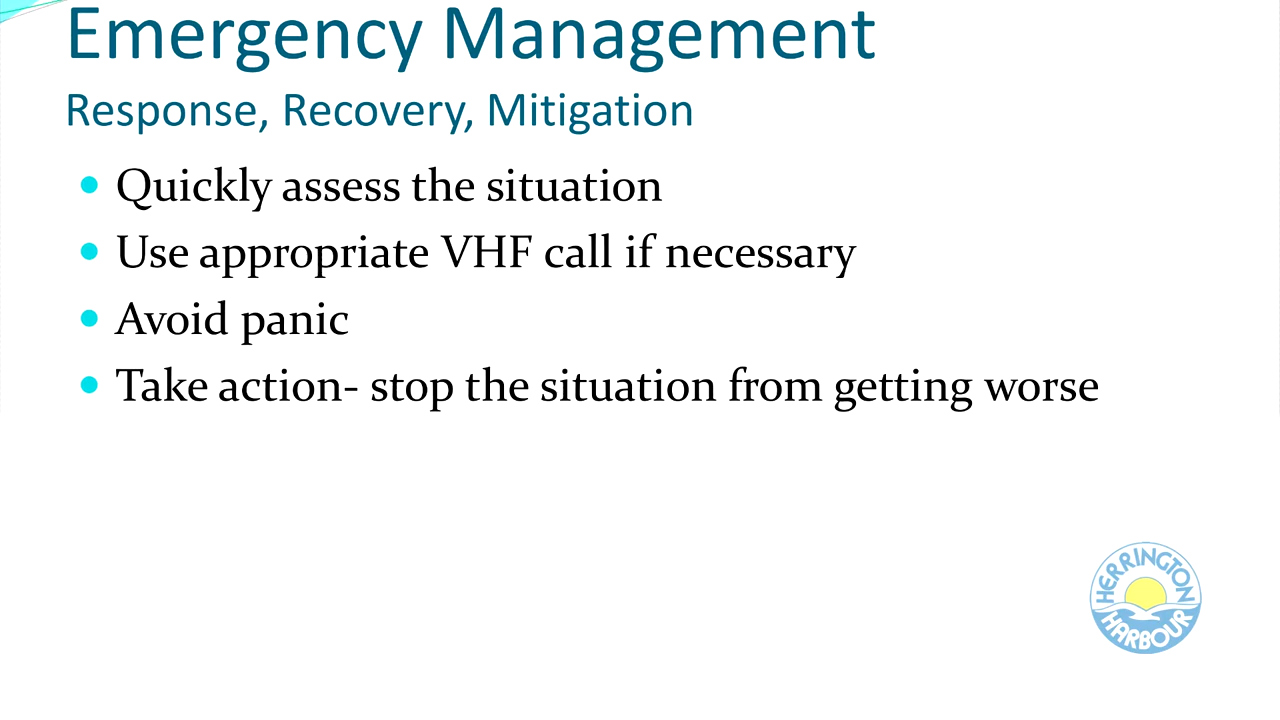 Emergency Management
Response, Recovery, Mitigation
Quickly assess the situation
Use appropriate VHF call if necessary
Avoid panic
Take action- stop the situation from getting worse
HERRINGTON
HARBOUR